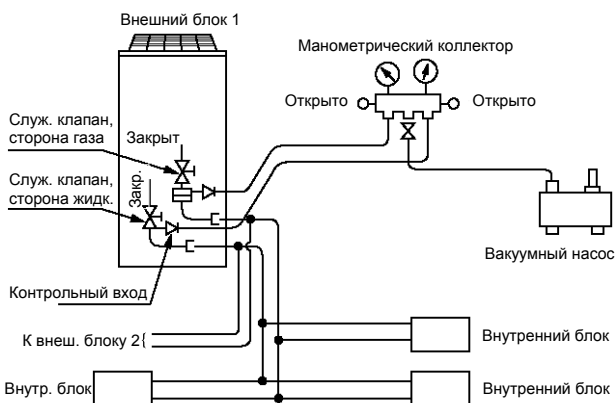 Внешний блок 1
Манометрический коллектор
Открыто
Открыто
Служ. клапан,
сторона газа
Закрыт
Служ. клапан,
сторона жидк.
Закр.
Вакуумный насос
Контрольный вход
К внеш. блоку 2{
Внутренний блок
Внутр. блок
Внутренний блок